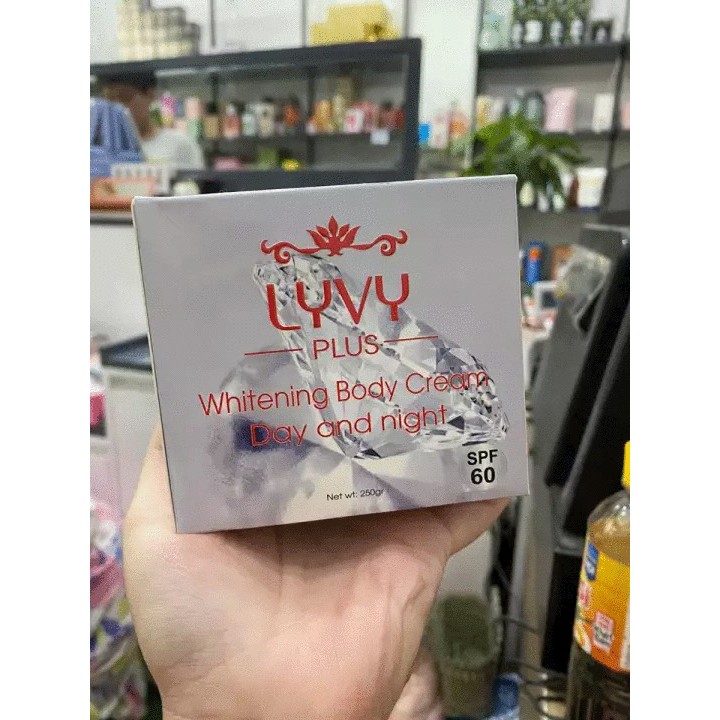 LYVY
PLUS
Whitening Body Cream
Day and night
SPF
60
Net wt: 250gr